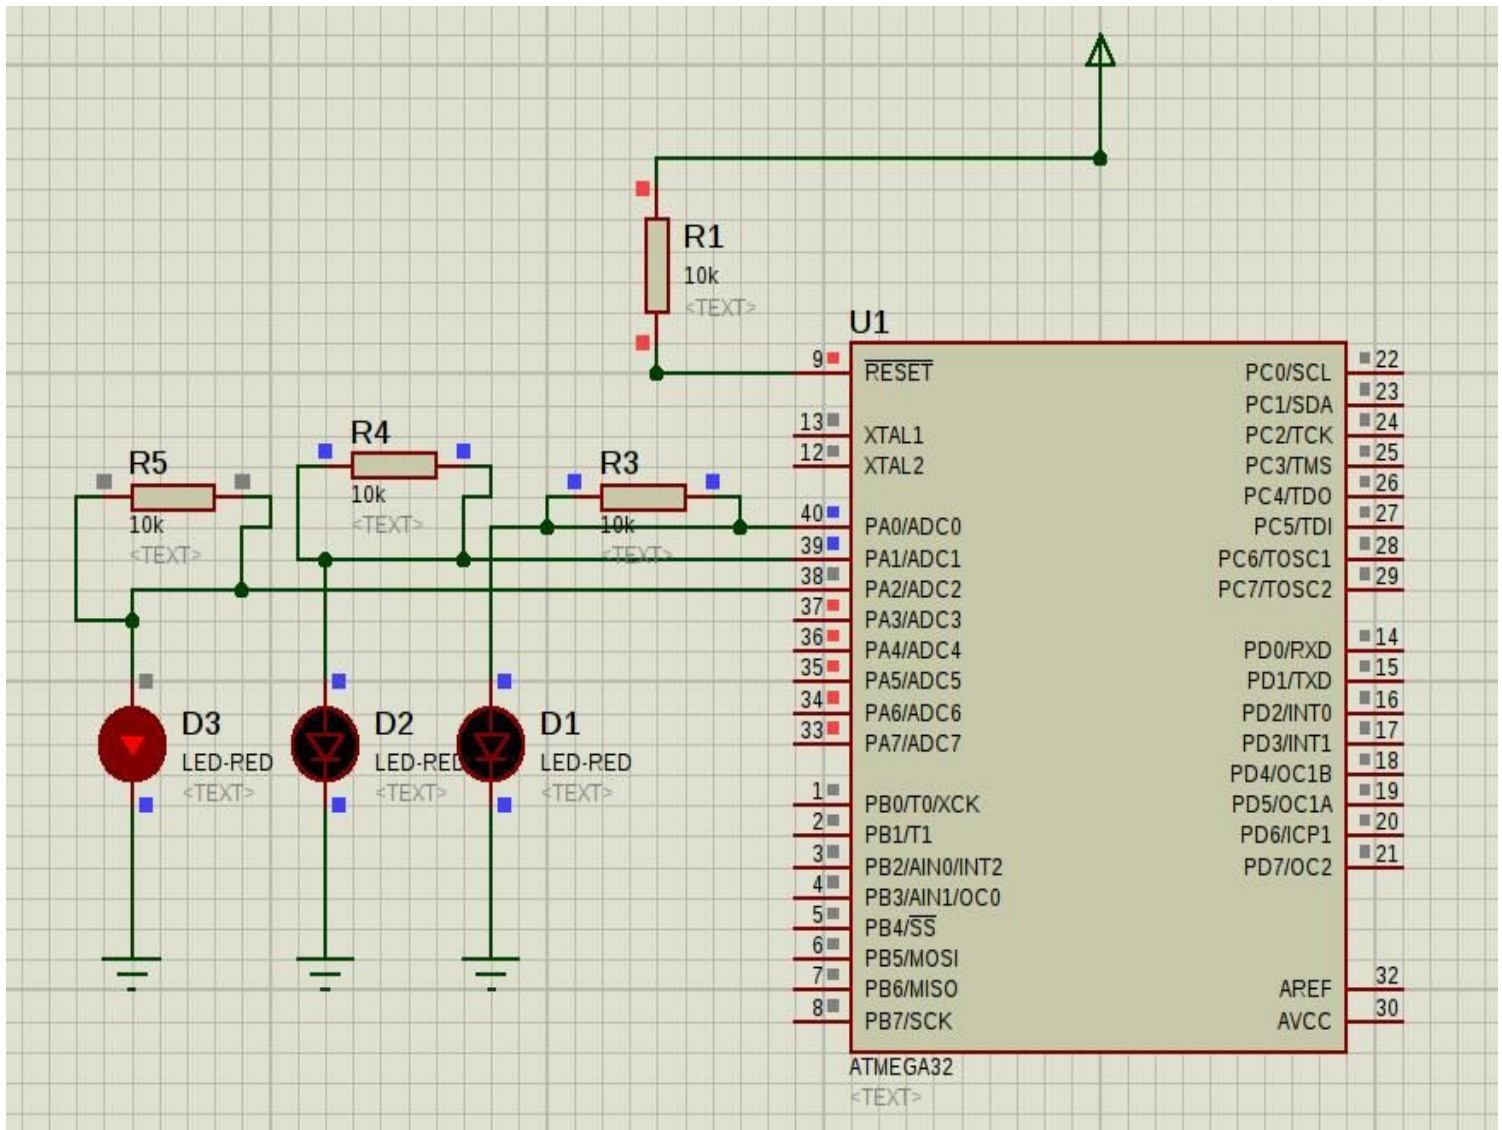 R1
10k
<TEXT>
R5
10k
<TEXT>
R4
10k
<TEXT>
R3
10k
<TEXT>
D3
LED-RED
<TEXT>
D2
LED-RED
<TEXT>
D1
LED-RED
<TEXT>
U1
9 RESET PC0/SCL 22
PC1/SDA 23
13 XTAL1 PC2/TCK 24
12 XTAL2 PC3/TMS 25
PC4/TDO 26
40 PA0/ADC0 PC5/TDI 27
39 PA1/ADC1 PC6/TOSC1 28
38 PA2/ADC2 PC7/TOSC2 29
37 PA3/ADC3
36 PA4/ADC4 PD0/RXD 14
35 PA5/ADC5 PD1/TXD 15
34 PA6/ADC6 PD2/INT0 16
33 PA7/ADC7 PD3/INT1 17
PD4/OC1B 18
1 PB0/T0/XCK PD5/OC1A 19
2 PB1/T1 PD6/ICP1 20
3 PB2/AIN0/INT2 PD7/OC2 21
4 PB3/AIN1/OC0
5 PB4/SS
6 PB5/MOSI
7 PB6/MISO AREF 32
8 PB7/SCK AVCC 30
ATMEGA32
<TEXT>